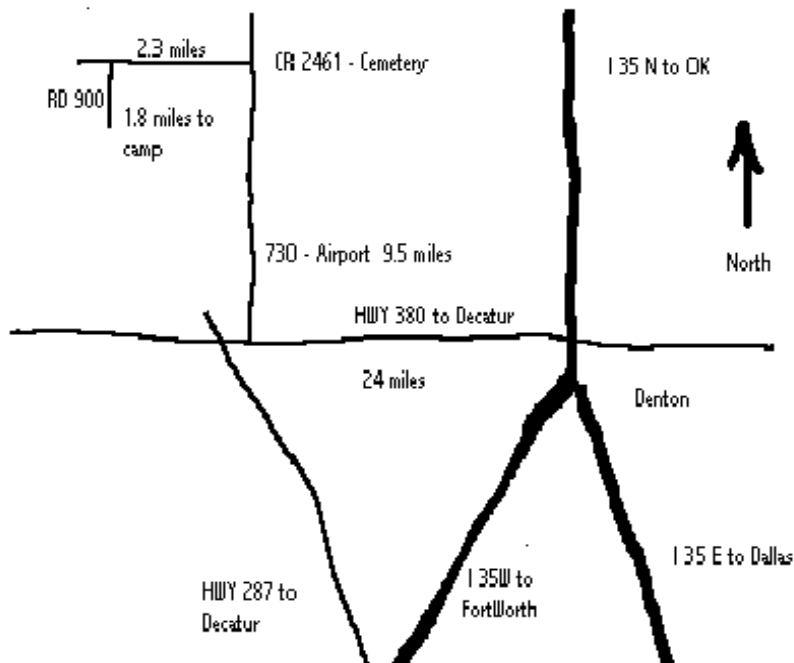 2.3 miles
CR 2461 - Cemetery
I 35 N to OK
RD 900
1.8 miles to
camp
730 - Airport 9.5 miles
North
HWY 380 to Decatur
24 miles
Denton
I 35 E to Dallas
HWY 287 to
Decatur
I 35W to
FortWorth